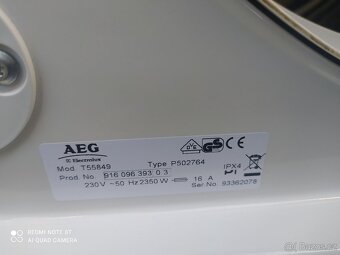 AEG
Electrolux
Mod. T55849 Type P502764
Prod. No 916 096 393 0 3 IPX4
230V ~50 Hz 2350 W 16 A
Ser No 93362078
REDMI NOTE 8T
AI QUAD CAMERA